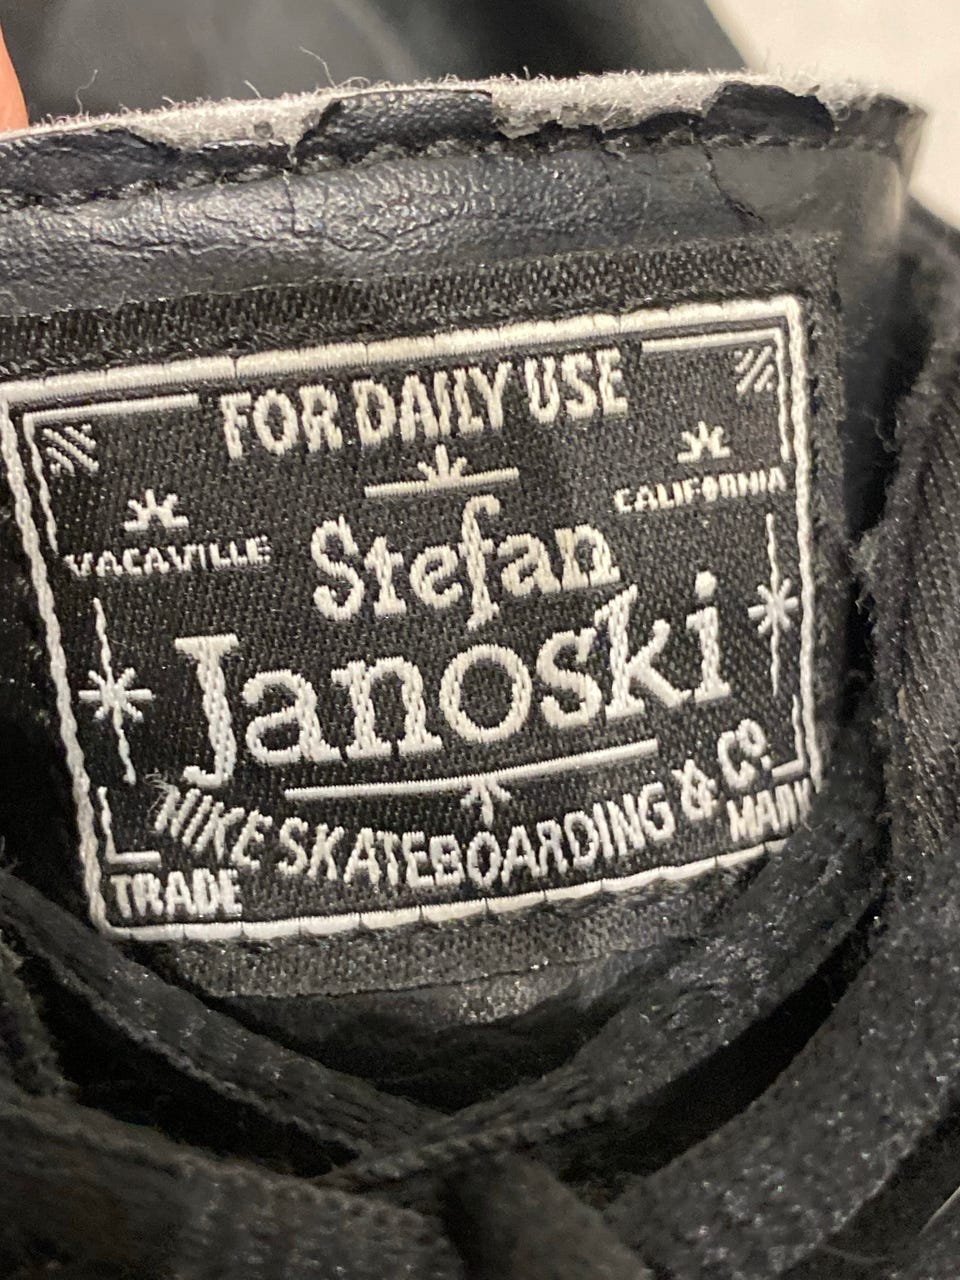 FOR DAILY USE
VACAVILLE
CALIFORNIA
Stefan
Janoski
NIKE SKATEBOARDING & Co.
TRADE
MARK